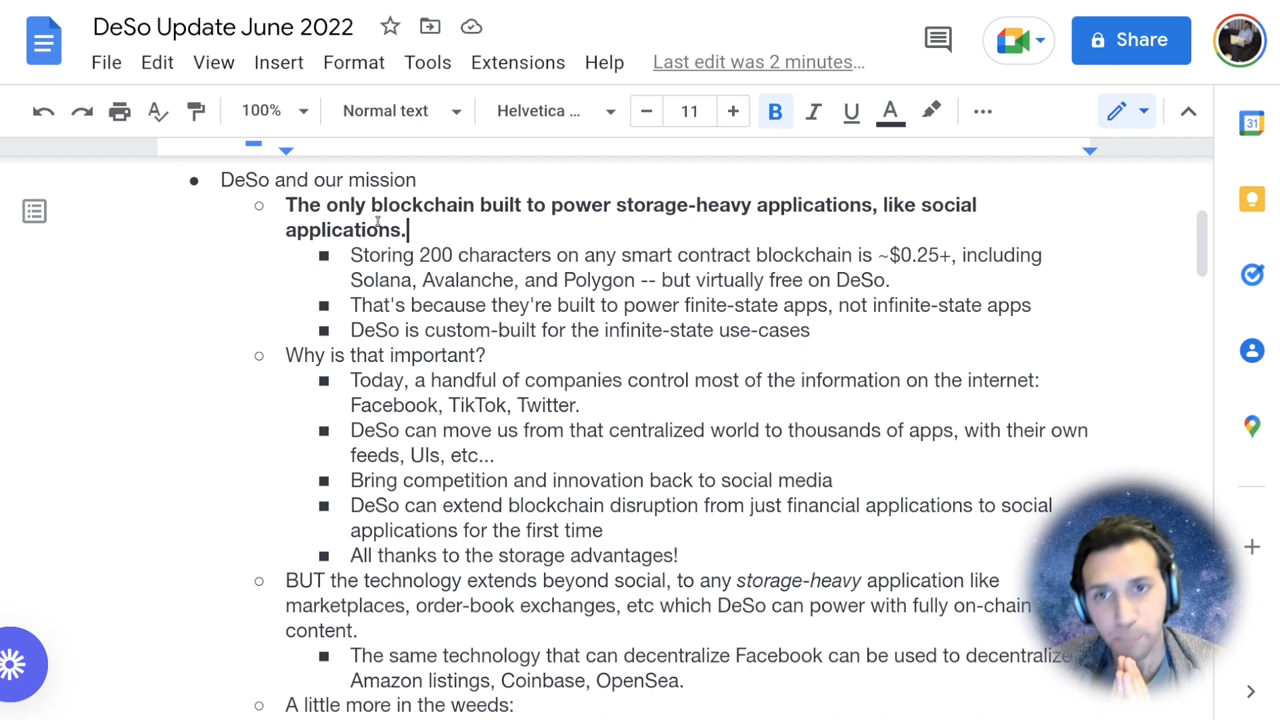 DeSo Update June 2022
File Edit View Insert Format Tools Extensions Help Last edit was 2 minutes…
Share
100% Normal text Helvetica ... 11 B I U A
31
● DeSo and our mission
○ The only blockchain built to power storage-heavy applications, like social
applications.
■ Storing 200 characters on any smart contract blockchain is ~$0.25+, including
Solana, Avalanche, and Polygon -- but virtually free on DeSo.
■ That's because they're built to power finite-state apps, not infinite-state apps
■ DeSo is custom-built for the infinite-state use-cases
○ Why is that important?
■ Today, a handful of companies control most of the information on the internet:
Facebook, TikTok, Twitter.
■ DeSo can move us from that centralized world to thousands of apps, with their own
feeds, UIs, etc...
■ Bring competition and innovation back to social media
■ DeSo can extend blockchain disruption from just financial applications to social
applications for the first time
■ All thanks to the storage advantages!
○ BUT the technology extends beyond social, to any storage-heavy application like
marketplaces, order-book exchanges, etc which DeSo can power with fully on-chain
content.
■ The same technology that can decentralize Facebook can be used to decentralize
Amazon listings, Coinbase, OpenSea.
○ A little more in the weeds: